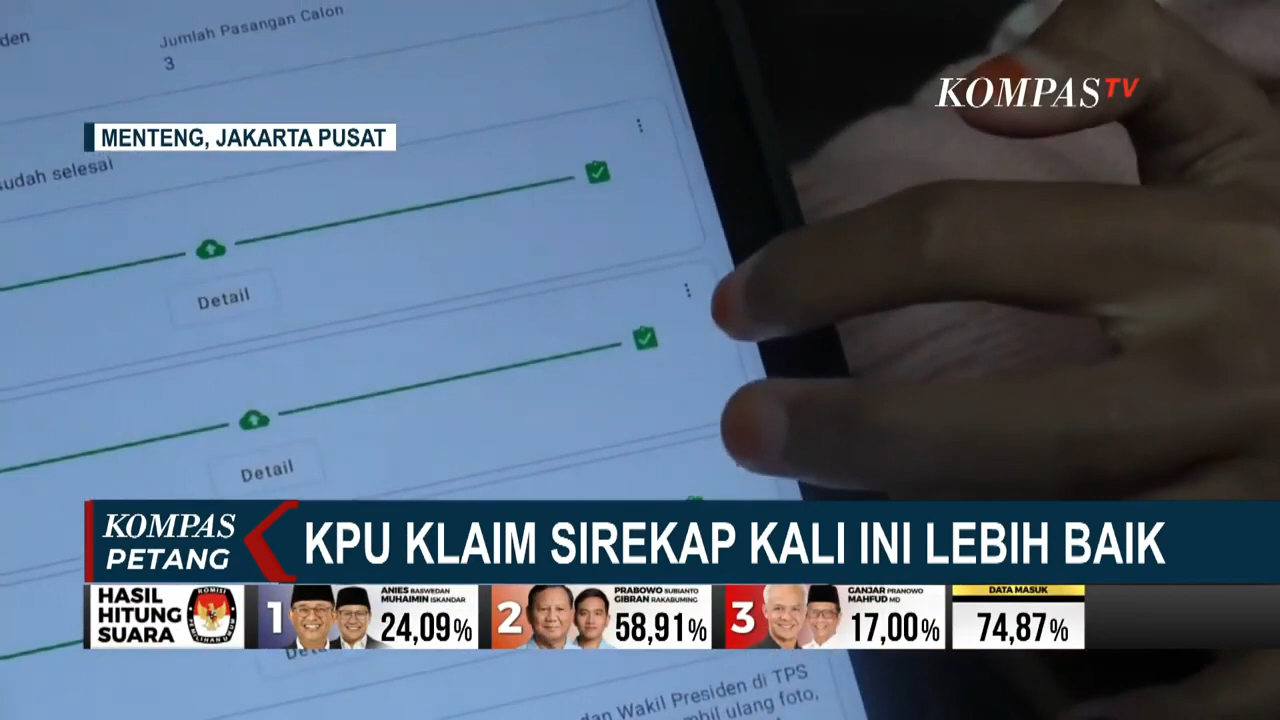 den
Jumlah Pasangan Calon
3
KOMPASTV
MENTENG, JAKARTA PUSAT
sudah selesai
Detail
Detail
KOMPAS
PETANG
KPU KLAIM SIREKAP KALI INI LEBIH BAIK
HASIL
HITUNG
SUARA
KOMISI
1
ANIES BASWEDAN
MUHAIMIN ISKANDAR
24,09%
2
PRABOWO SUBIANTO
GIBRAN RAKABUMING
58,91%
3
GANJAR PRANOWO
MAHFUD MD
17,00%
DATA MASUK
74,87%
dan Wakil Presiden di TPS
mbil ulang foto,